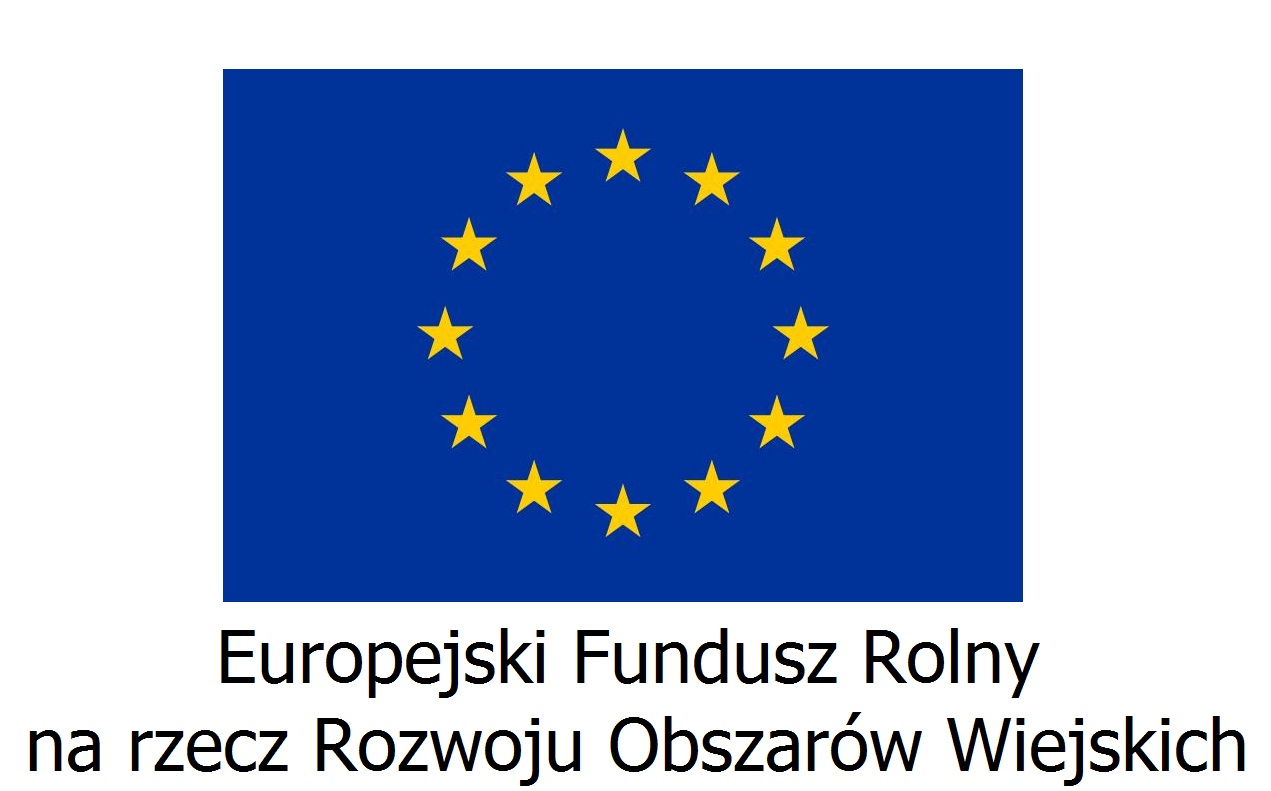 Europejski Fundusz Rolny
na rzecz Rozwoju Obszarów Wiejskich